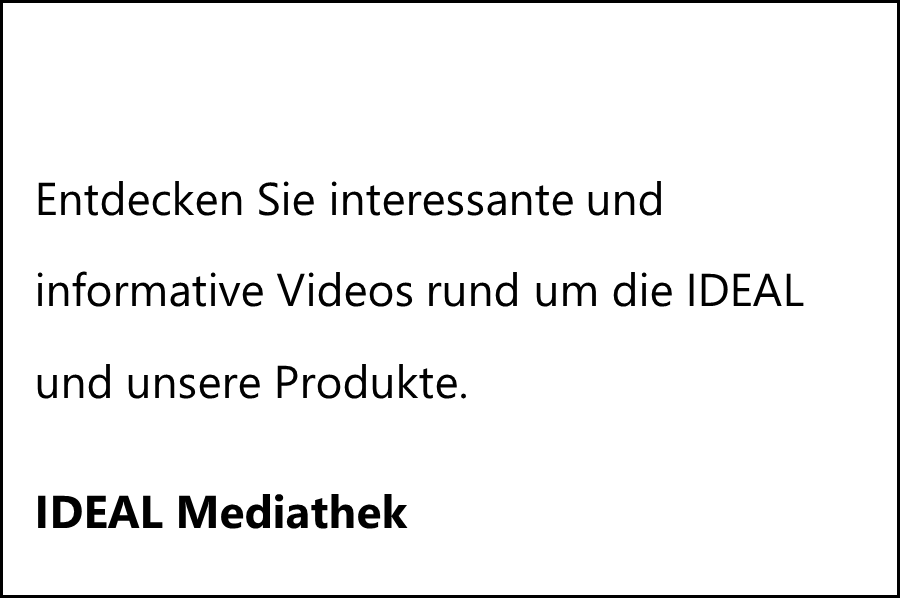 Entdecken Sie interessante und
informative Videos rund um die IDEAL
und unsere Produkte.
IDEAL Mediathek